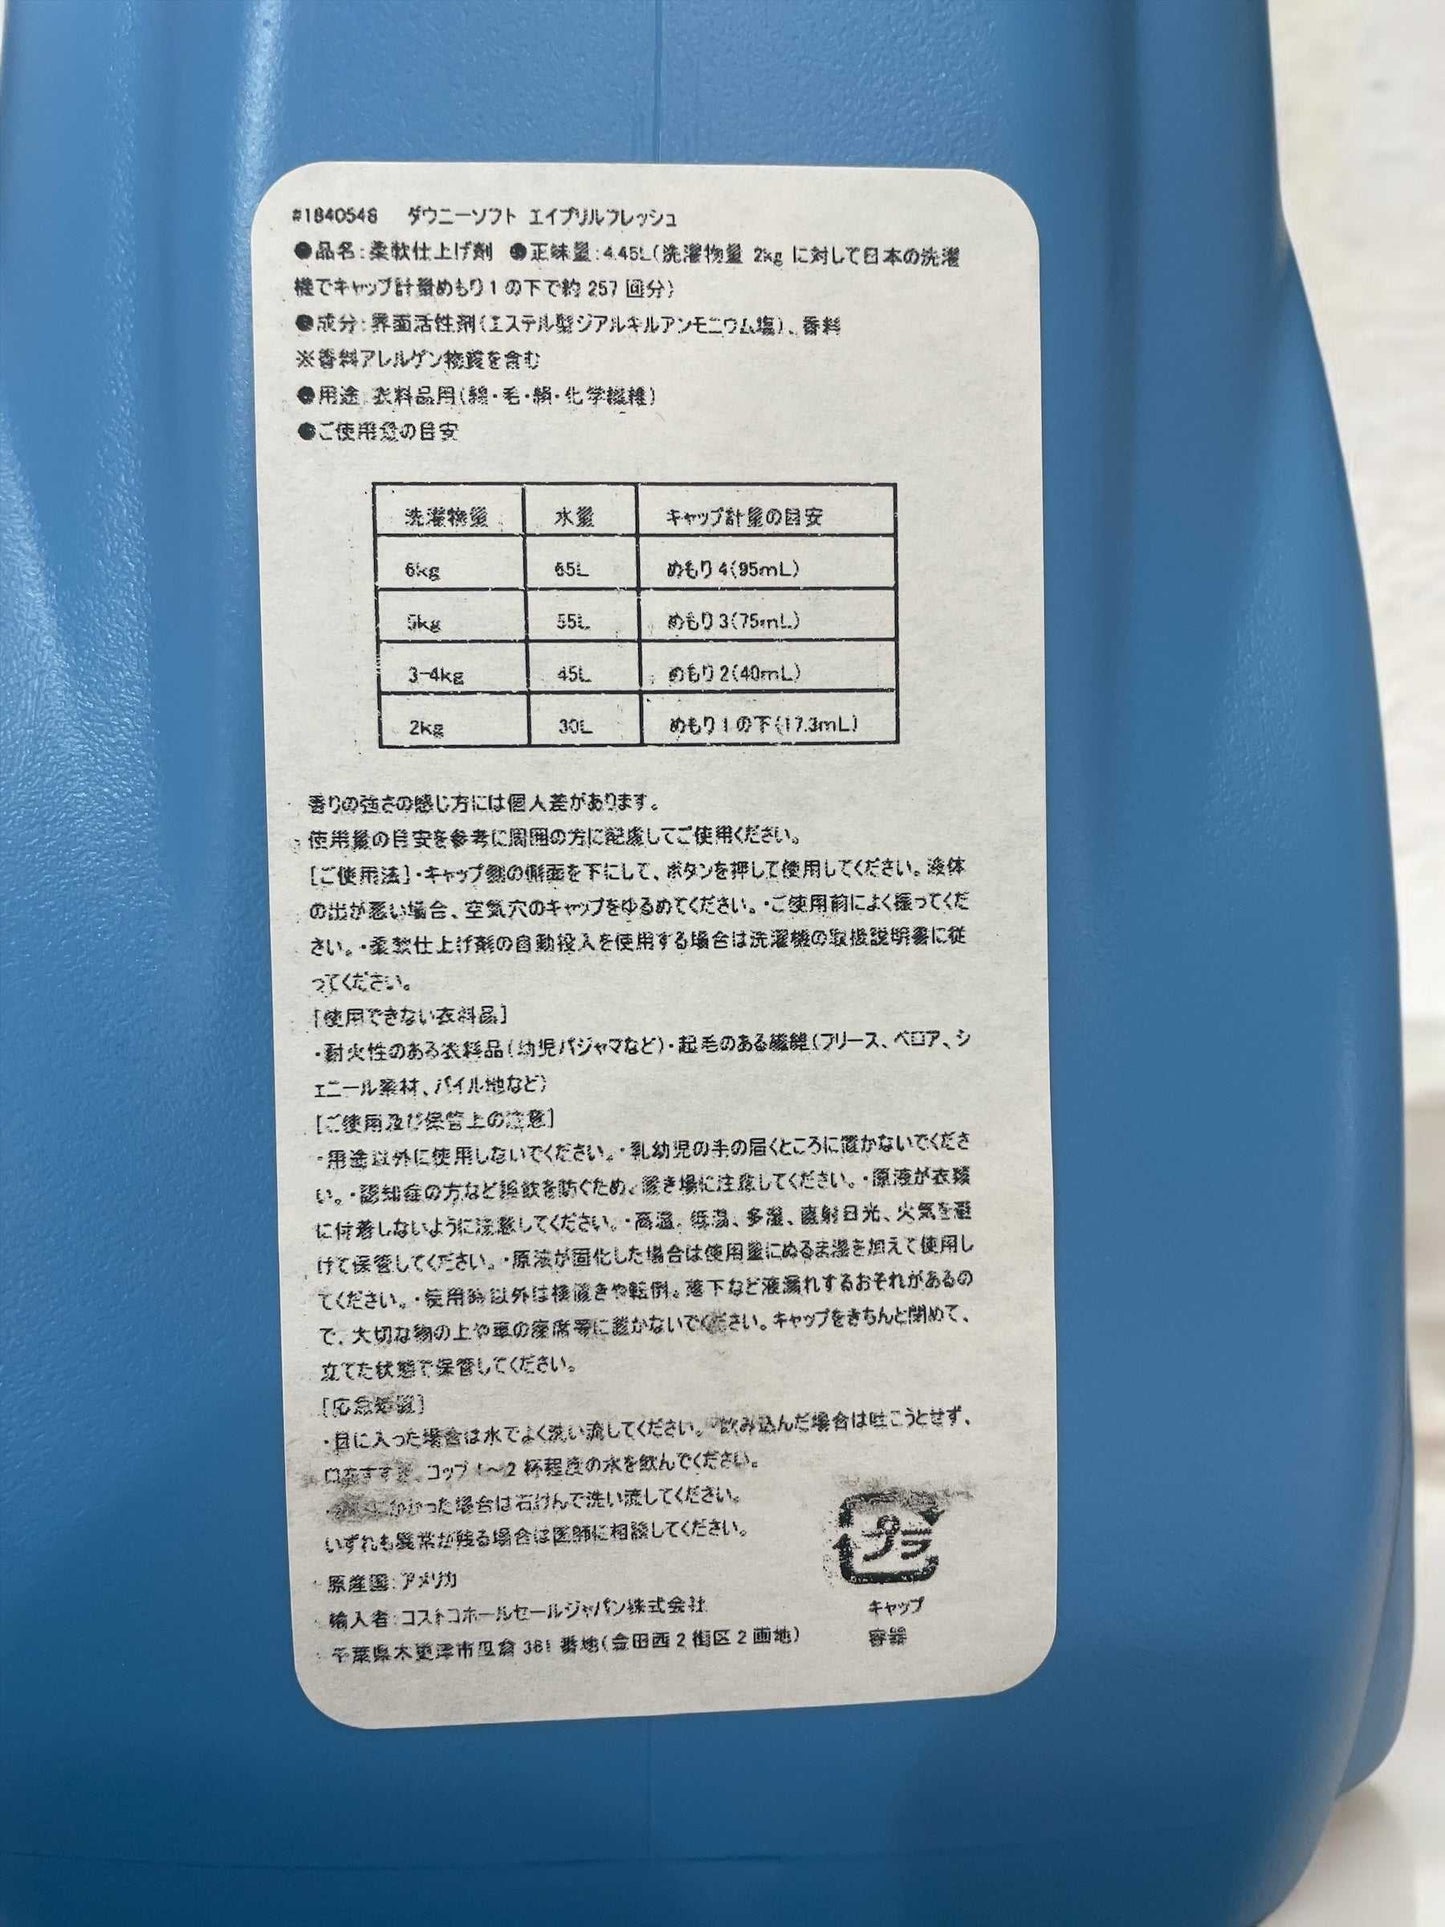 #1840548 ダウニーソフト エイプリルフレッシュ
●品名:柔軟仕上げ剤 ●正味量:4.45L(洗濯物量 2kg に対して日本の洗濯
機でキャップ計量めもり1の下で約 257 回分)
●成分:界面活性剤(エステル型ジアルキルアンモニウム塩)、香料
※香料アレルゲン物質を含む
●用途:衣料品用(綿・毛・絹・化学繊維)
●ご使用量の目安
洗濯物量 水量 キャップ計量の目安
6kg 65L めもり4(95mL)
5kg 55L めもり3(75mL)
3-4kg 45L めもり2(40mL)
2kg 30L めもり1の下(17.3mL)
香りの強さの感じ方には個人差があります。
使用量の目安を参考に周囲の方に配慮してご使用ください。
[ご使用法]・キャップ側の側面を下にして、ボタンを押して使用してください。液体
の出が悪い場合、空気穴のキャップをゆるめてください。・ご使用前によく振ってくだ
さい。・柔軟仕上げ剤の自動投入を使用する場合は洗濯機の取扱説明書に従
ってください。
[使用できない衣料品]
・耐火性のある衣料品(幼児パジャマなど)・起毛のある繊維(フリース、ベロア、シ
ェニール素材、パイル地など)
[ご使用及び保管上の注意]
・用途以外に使用しないでください。・乳幼児の手の届くところに置かないでくださ
い。・認知症の方など誤飲を防ぐため、置き場に注意してください。・原液が衣類
に付着しないように注意してください。・高温、低温、多湿、直射日光、火気を避
けて保管してください。・原液が固化した場合は使用量にぬるま湯を加えて使用し
てください。・使用時以外は横置きや転倒、落下など液漏れするおそれがあるの
で、大切な物の上や車の座席等に置かないでください。キャップをきちんと閉めて、
立てた状態で保管してください。
[応急処置]
・目に入った場合は水でよく洗い流してください。・飲み込んだ場合は吐こうとせず、
口をすすぎ、コップ 1～2 杯程度の水を飲んでください。
かかった場合は石けんで洗い流してください。
いずれも異常が残る場合は医師に相談してください。
原産国:アメリカ
輸入者:コストコホールセールジャパン株式会社
千葉県木更津市瓜倉 361 番地(金田西2街区2画地)
プラ
キャップ
容器